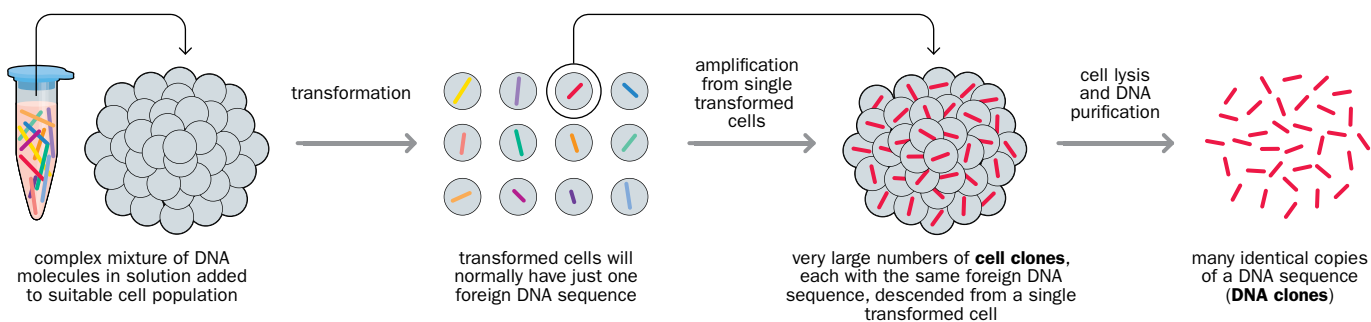 transformation
amplification
from single
transformed
cells
cell lysis
and DNA
purification
complex mixture of DNA
molecules in solution added
to suitable cell population
transformed cells will
normally have just one
foreign DNA sequence
very large numbers of cell clones,
each with the same foreign DNA
sequence, descended from a single
transformed cell
many identical copies
of a DNA sequence
(DNA clones)